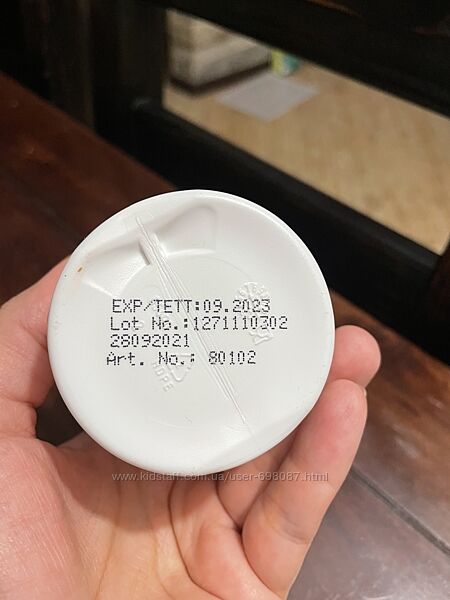 EXP/TETT:09.2023
Lot No.:1271110302
28092021
Art. No.: 80102
www.kidstaff.com.ua/user-698087.html